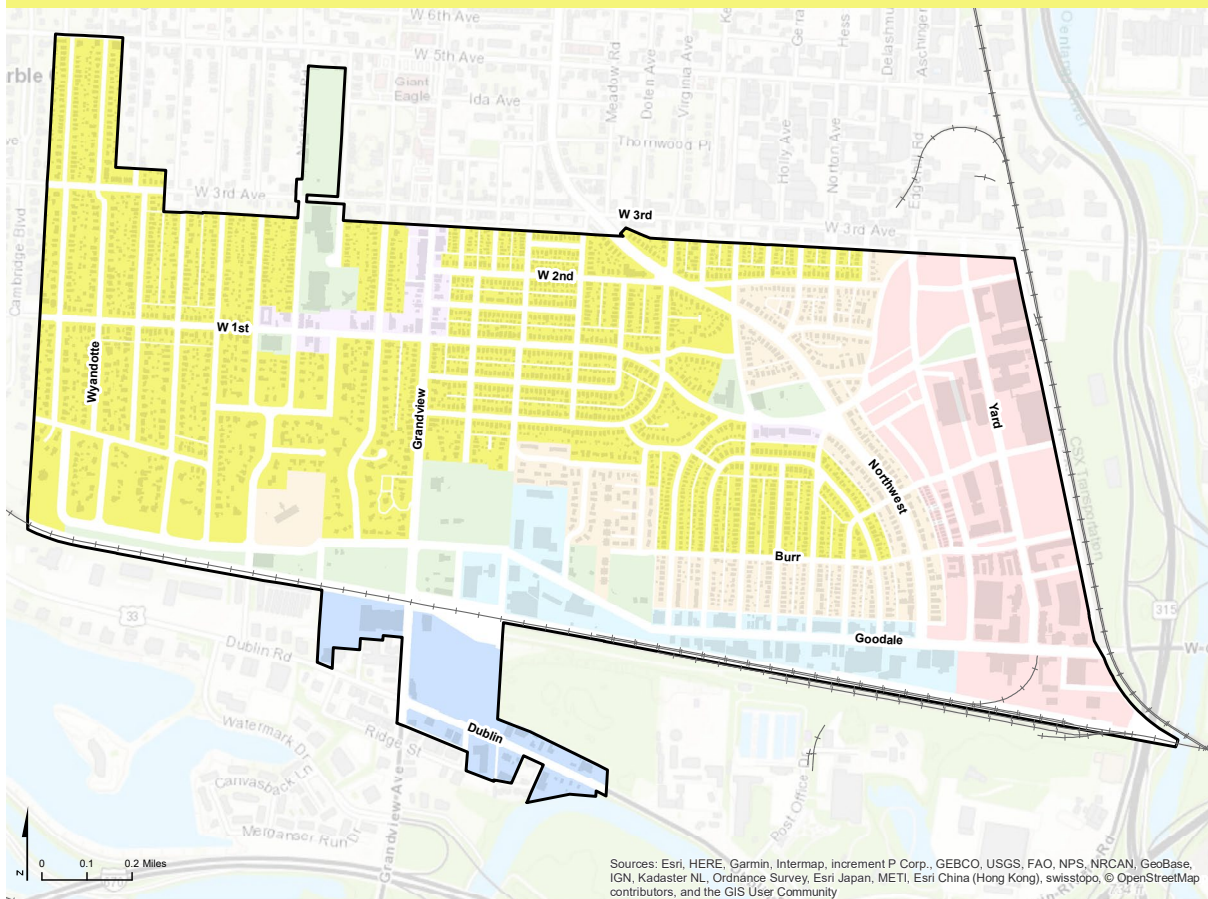 W 6th Ave
W 5th Ave
Giant
Eagle
Ida Ave
Meadow Rd
Doten Ave
Virginia Ave
Hess
Thornwood Pl
Holly Ave
Norton Ave
W 3rd Ave
W 3rd
W 3rd Ave
Cambridge Blvd
W 2nd
W 1st
Wyandotte
Grandview
Yard
Northwest
CSX Transportation
Burr
Goodale
33
315
Dublin Rd
Watermark Dr
Ridge St
Dublin
Canvasback Ln
Merganser Run Dr
Grandview Ave
Post Office Dr
670
N
0 0.1 0.2 Miles
Sources: Esri, HERE, Garmin, Intermap, increment P Corp., GEBCO, USGS, FAO, NPS, NRCAN, GeoBase,
IGN, Kadaster NL, Ordnance Survey, Esri Japan, METI, Esri China (Hong Kong), swisstopo, © OpenStreetMap
contributors, and the GIS User Community